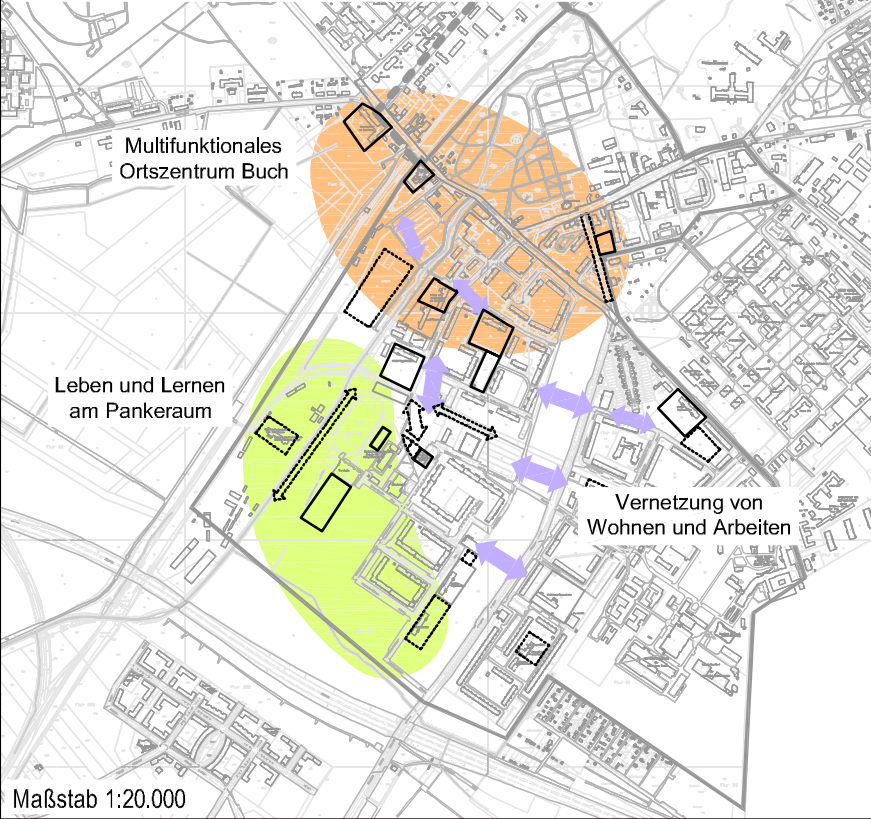 Multifunktionales
Ortszentrum Buch
Leben und Lernen
am Pankeraum
Vernetzung von
Wohnen und Arbeiten
Maßstab 1:20.000